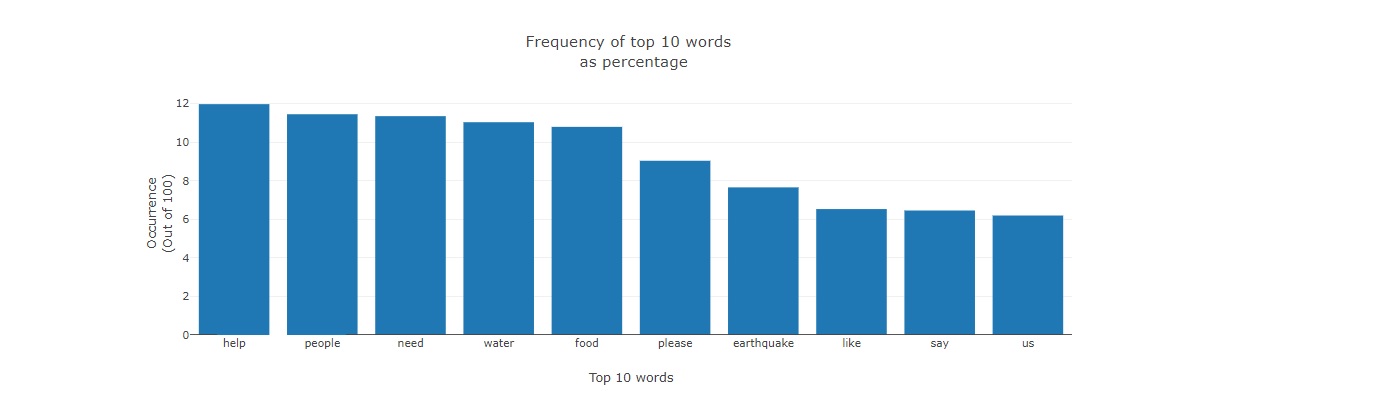 Frequency of top 10 words
as percentage
12
10
8
6
4
2
0
Occurrence
(Out of 100)
help people need water food please earthquake like say us
Top 10 words